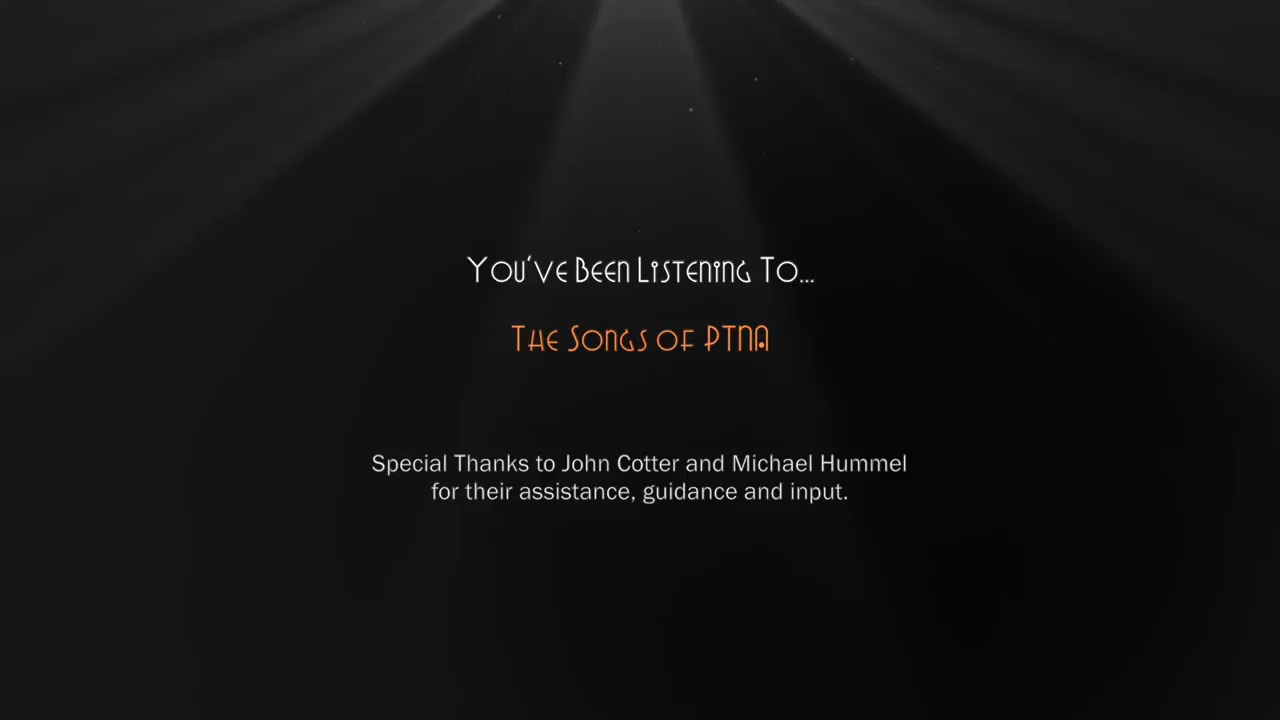 You've Been Listening To...
The Songs of PTNA
Special Thanks to John Cotter and Michael Hummel
for their assistance, guidance and input.